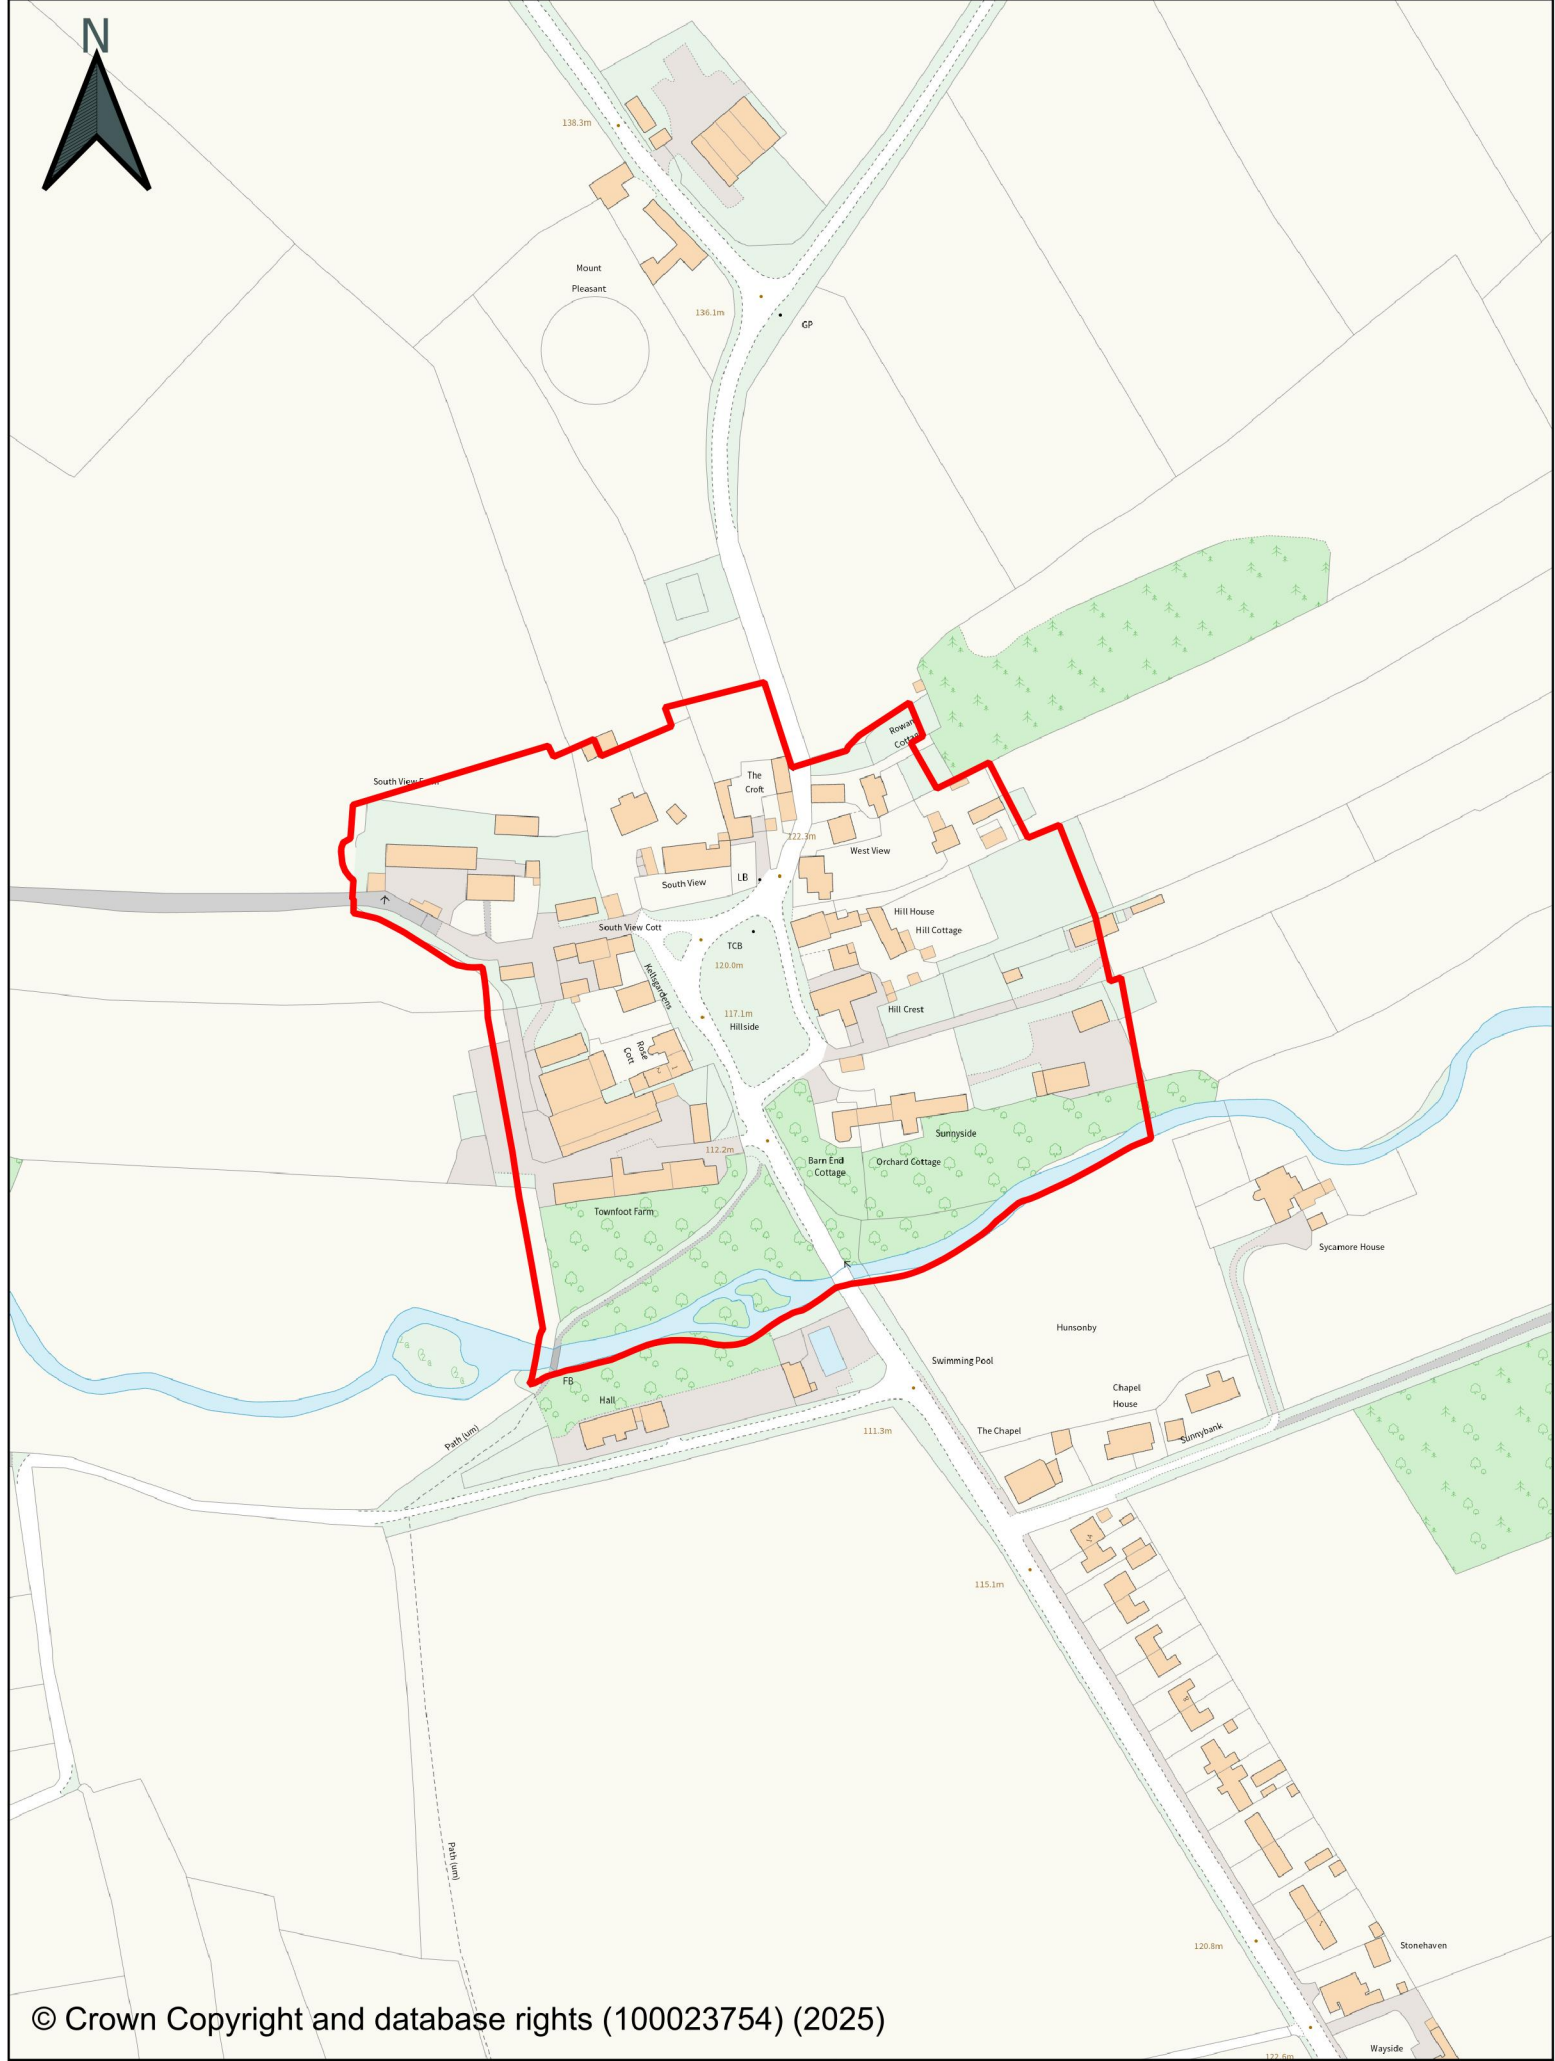 N
138.3m
Mount
Pleasant
136.1m
GP
Rowan
South View
The
Croft
122.3m
West View
South View
LB
Hill House
South View Cott
Hill Cottage
TCB
120.0m
Kellsgardens
Hill Crest
117.1m
Hillside
Rose
Cott
Sunnyside
112.2m
Barn End
Cottage
Orchard Cottage
Townfoot Farm
Sycamore House
Hunsonby
Swimming Pool
FB
Chapel
House
Hall
The Chapel
111.3m
Sunnybank
Path (um)
115.1m
Path (um)
120.8m
Stonehaven
© Crown Copyright and database rights (100023754) (2025)
Wayside
122.6m